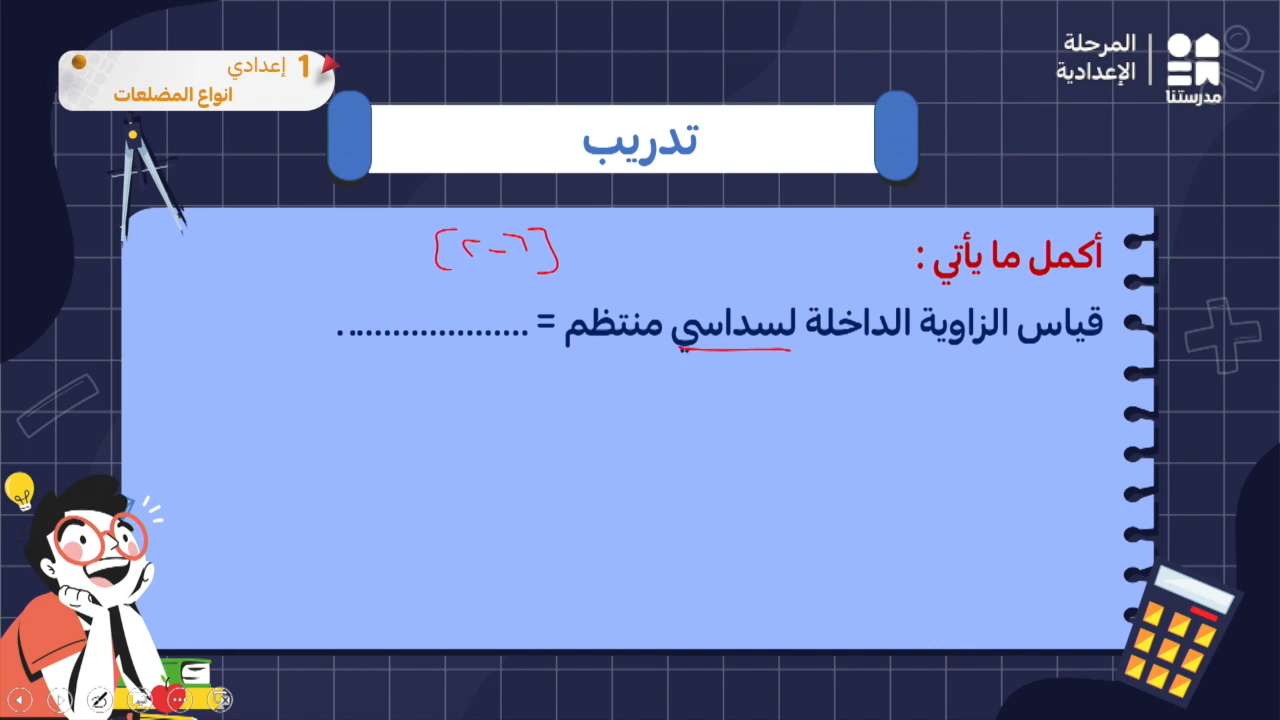 المرحلة
الإعدادية
مدرستنا
1 إعدادي
انواع المضلعات
تدريب
أكمل ما يأتي :
[٦-٢]
قياس الزاوية الداخلة لسداسي منتظم = .................... .